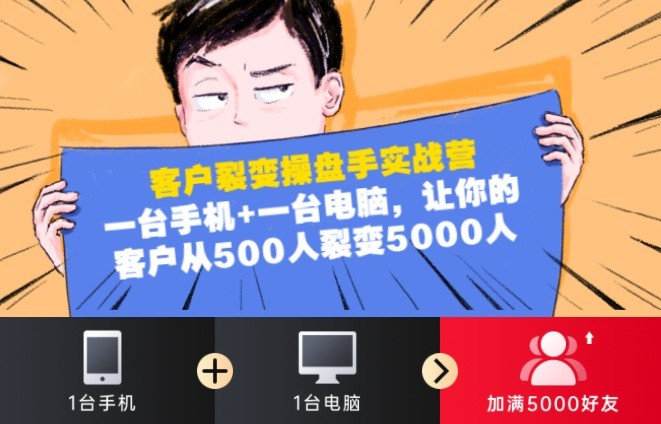 客户裂变操盘手实战营
一台手机+一台电脑，让你的
客户从500人裂变5000人
1台手机
1台电脑
加满5000好友